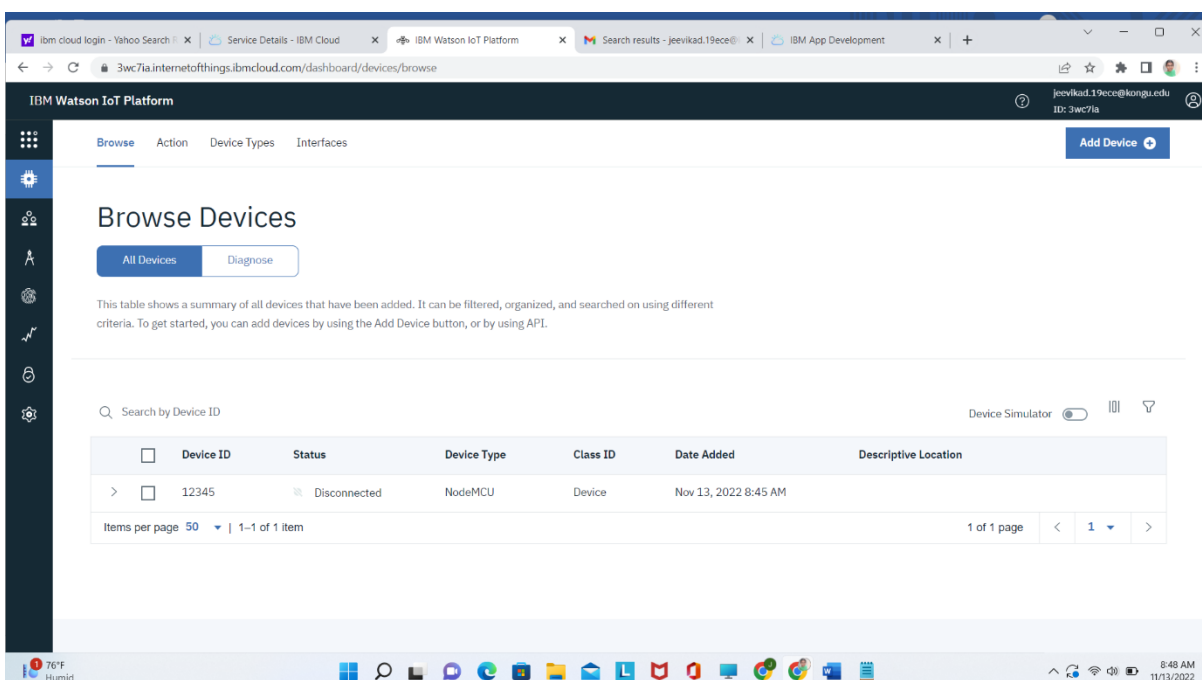 ibm cloud login - Yahoo Search R
Service Details - IBM Cloud
IBM Watson IoT Platform
Search results - jeevikad.19ece@
IBM App Development
3wc7ia.internetofthings.ibmcloud.com/dashboard/devices/browse
IBM Watson IoT Platform
jeevikad.19ece@kongu.edu
ID: 3wc7ia
Browse Action Device Types Interfaces
Add Device
Browse Devices
All Devices Diagnose
This table shows a summary of all devices that have been added. It can be filtered, organized, and searched on using different
criteria. To get started, you can add devices by using the Add Device button, or by using API.
Search by Device ID
Device Simulator
Device ID Status Device Type Class ID Date Added Descriptive Location
12345 Disconnected NodeMCU Device Nov 13, 2022 8:45 AM
Items per page 50 | 1–1 of 1 item
1 of 1 page 1
1
76°F
Humid
8:48 AM
11/13/2022